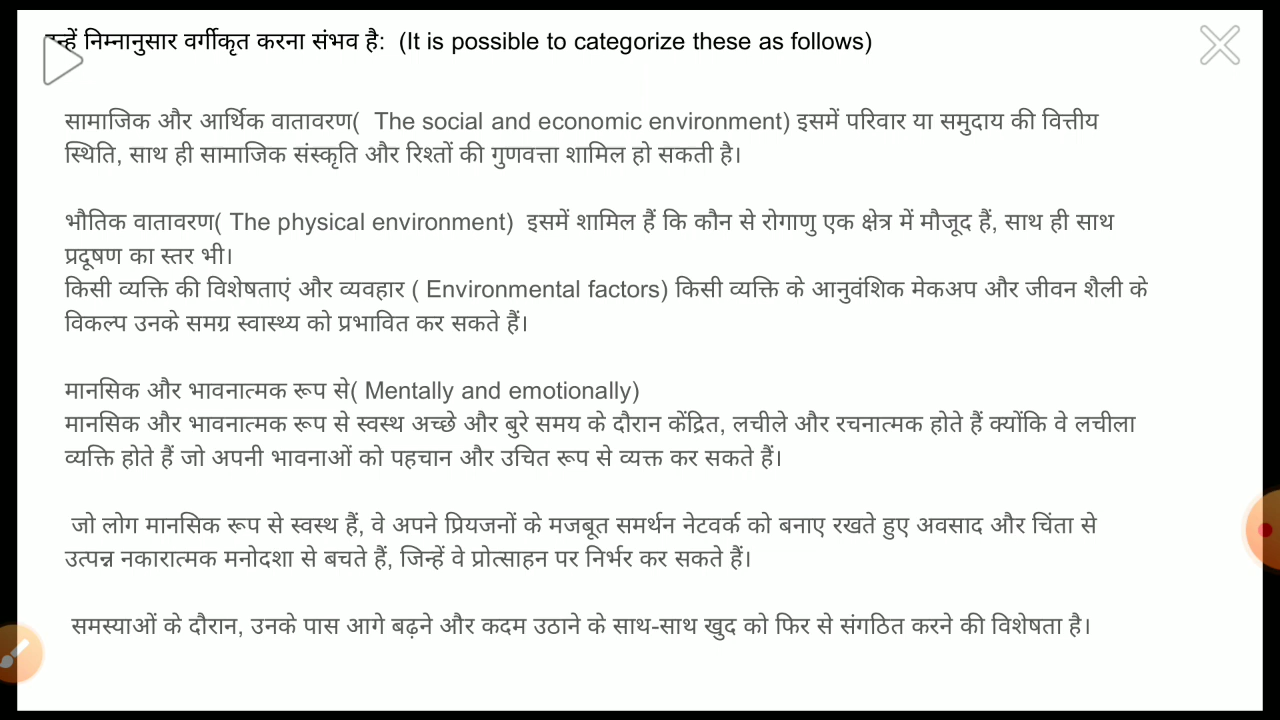 निम्नानुसार वर्गीकृत करना संभव है: (It is possible to categorize these as follows)
सामाजिक और आर्थिक वातावरण( The social and economic environment) इसमें परिवार या समुदाय की वित्तीय
स्थिति, साथ ही सामाजिक संस्कृति और रिश्तों की गुणवत्ता शामिल हो सकती है।
भौतिक वातावरण( The physical environment) इसमें शामिल हैं कि कौन से रोगाणु एक क्षेत्र में मौजूद हैं, साथ ही साथ
प्रदूषण का स्तर भी।
किसी व्यक्ति की विशेषताएं और व्यवहार ( Environmental factors) किसी व्यक्ति के आनुवंशिक मेकअप और जीवन शैली के
विकल्प उनके समग्र स्वास्थ्य को प्रभावित कर सकते हैं।
मानसिक और भावनात्मक रूप से( Mentally and emotionally)
मानसिक और भावनात्मक रूप से स्वस्थ अच्छे और बुरे समय के दौरान केंद्रित, लचीले और रचनात्मक होते हैं क्योंकि वे लचीला
व्यक्ति होते हैं जो अपनी भावनाओं को पहचान और उचित रूप से व्यक्त कर सकते हैं।
जो लोग मानसिक रूप से स्वस्थ हैं, वे अपने प्रियजनों के मजबूत समर्थन नेटवर्क को बनाए रखते हुए अवसाद और चिंता से
उत्पन्न नकारात्मक मनोदशा से बचते हैं, जिन्हें वे प्रोत्साहन पर निर्भर कर सकते हैं।
समस्याओं के दौरान, उनके पास आगे बढ़ने और कदम उठाने के साथ-साथ खुद को फिर से संगठित करने की विशेषता है।